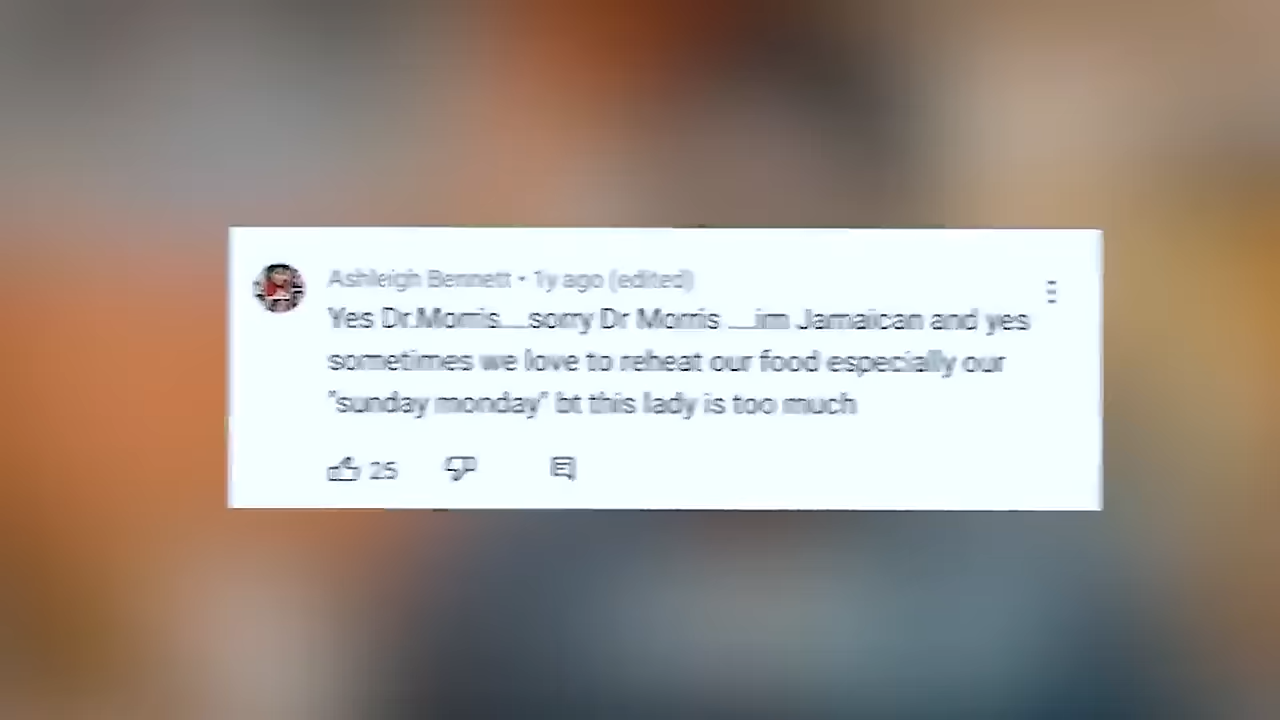 Ashleigh Bennett • 1y ago (edited)
Yes Dr.Morris....sorry Dr Morris ....im Jamaican and yes
sometimes we love to reheat our food especially our
"sunday monday" bt this lady is too much
25